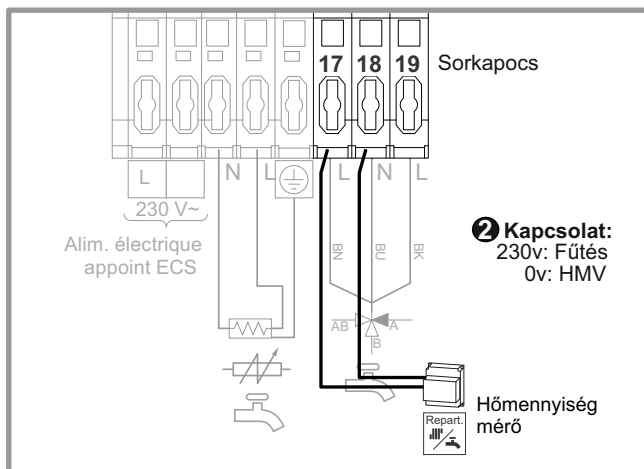 17 18 19
Sorkapocs
L N L L N L
230 V~
Alim. électrique
appoint ECS
BN BU BK
❷ Kapcsolat:
230v: Fűtés
0v: HMV
AB A
B
Hőmennyiség
mérő
Repart.